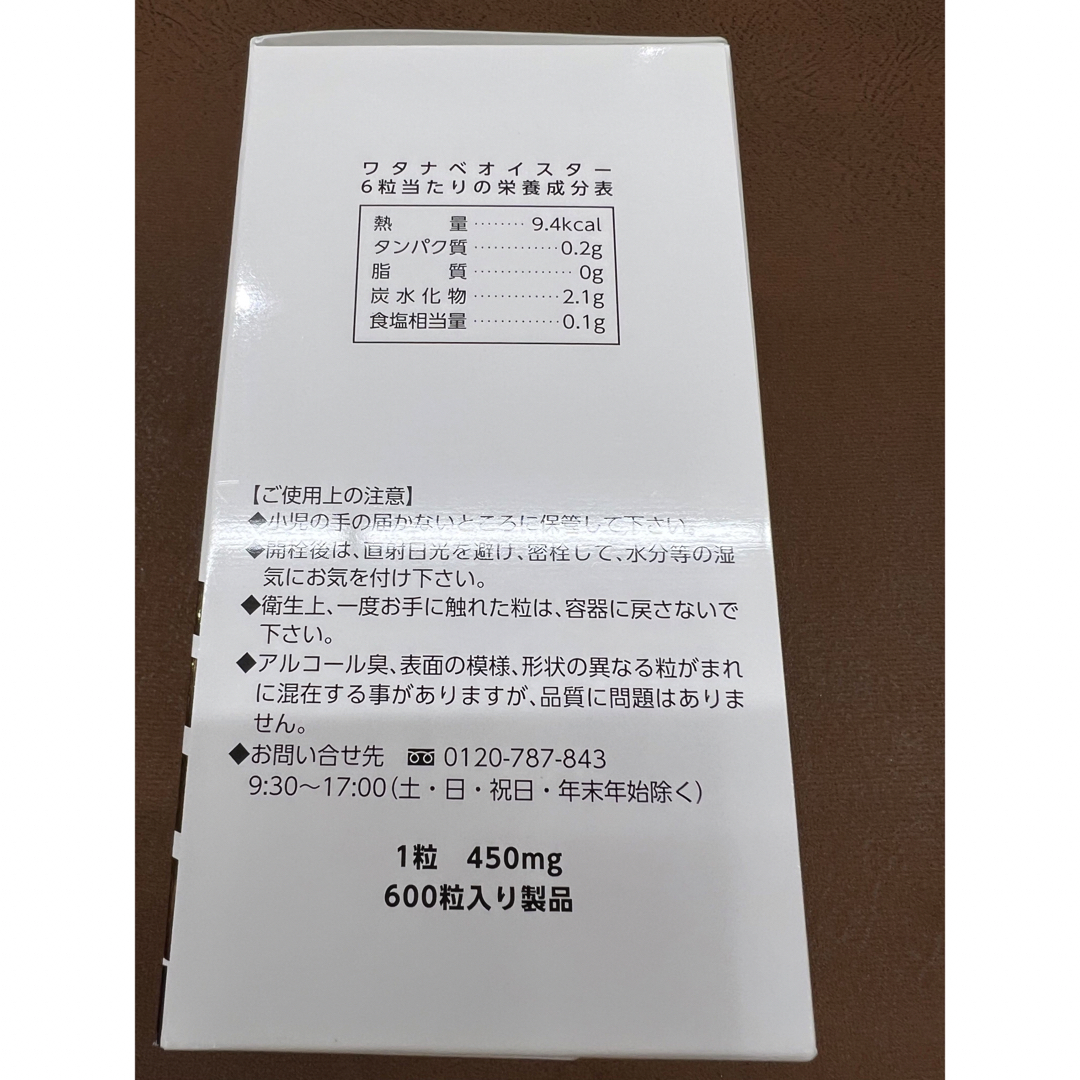 ワタナベオイスター
6粒当たりの栄養成分表
熱量………9.4kcal
タンパク質…………0.2g
脂質…………0g
炭水化物…………2.1g
食塩相当量…………0.1g
【ご使用上の注意】
◆小児の手の届かないところに保管して下さい。
◆開栓後は、直射日光を避け、密栓して、水分等の湿
気にお気を付け下さい。
◆衛生上、一度お手に触れた粒は、容器に戻さないで
下さい。
◆アルコール臭、表面の模様、形状の異なる粒がまれ
に混在する事がありますが、品質に問題はありま
せん。
◆お問い合せ先 0120-787-843
9:30～17:00(土・日・祝日・年末年始除く)
1粒 450mg
600粒入り製品